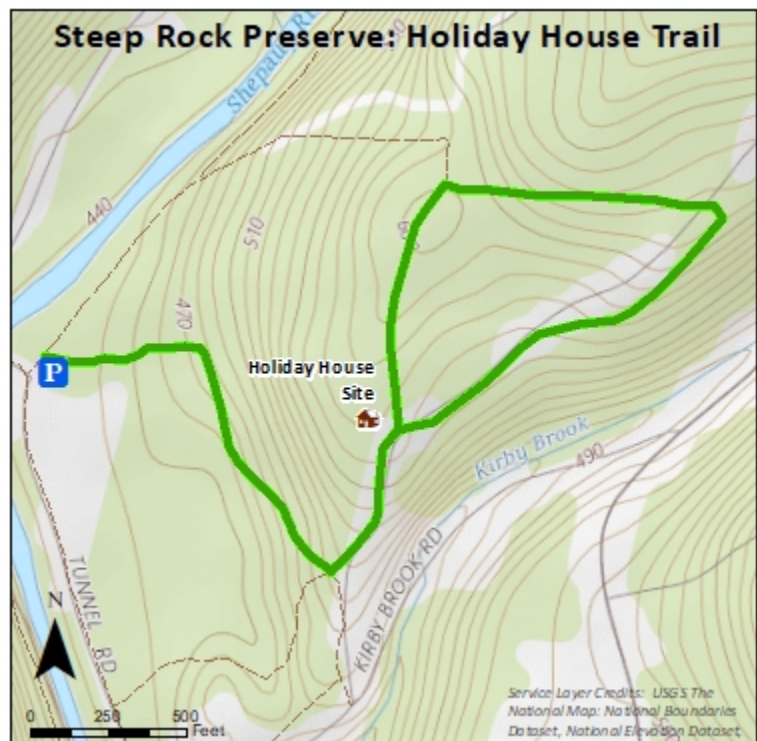 Steep Rock Preserve: Holiday House Trail
440
510
470
P
Holiday House
Site
Kirby Brook
490
KIRBY BROOK RD
TUNNEL RD
N
0 250 500
Feet
Service Layer Credits: USGS The
National Map: National Boundaries
Dataset, National Elevation Dataset,